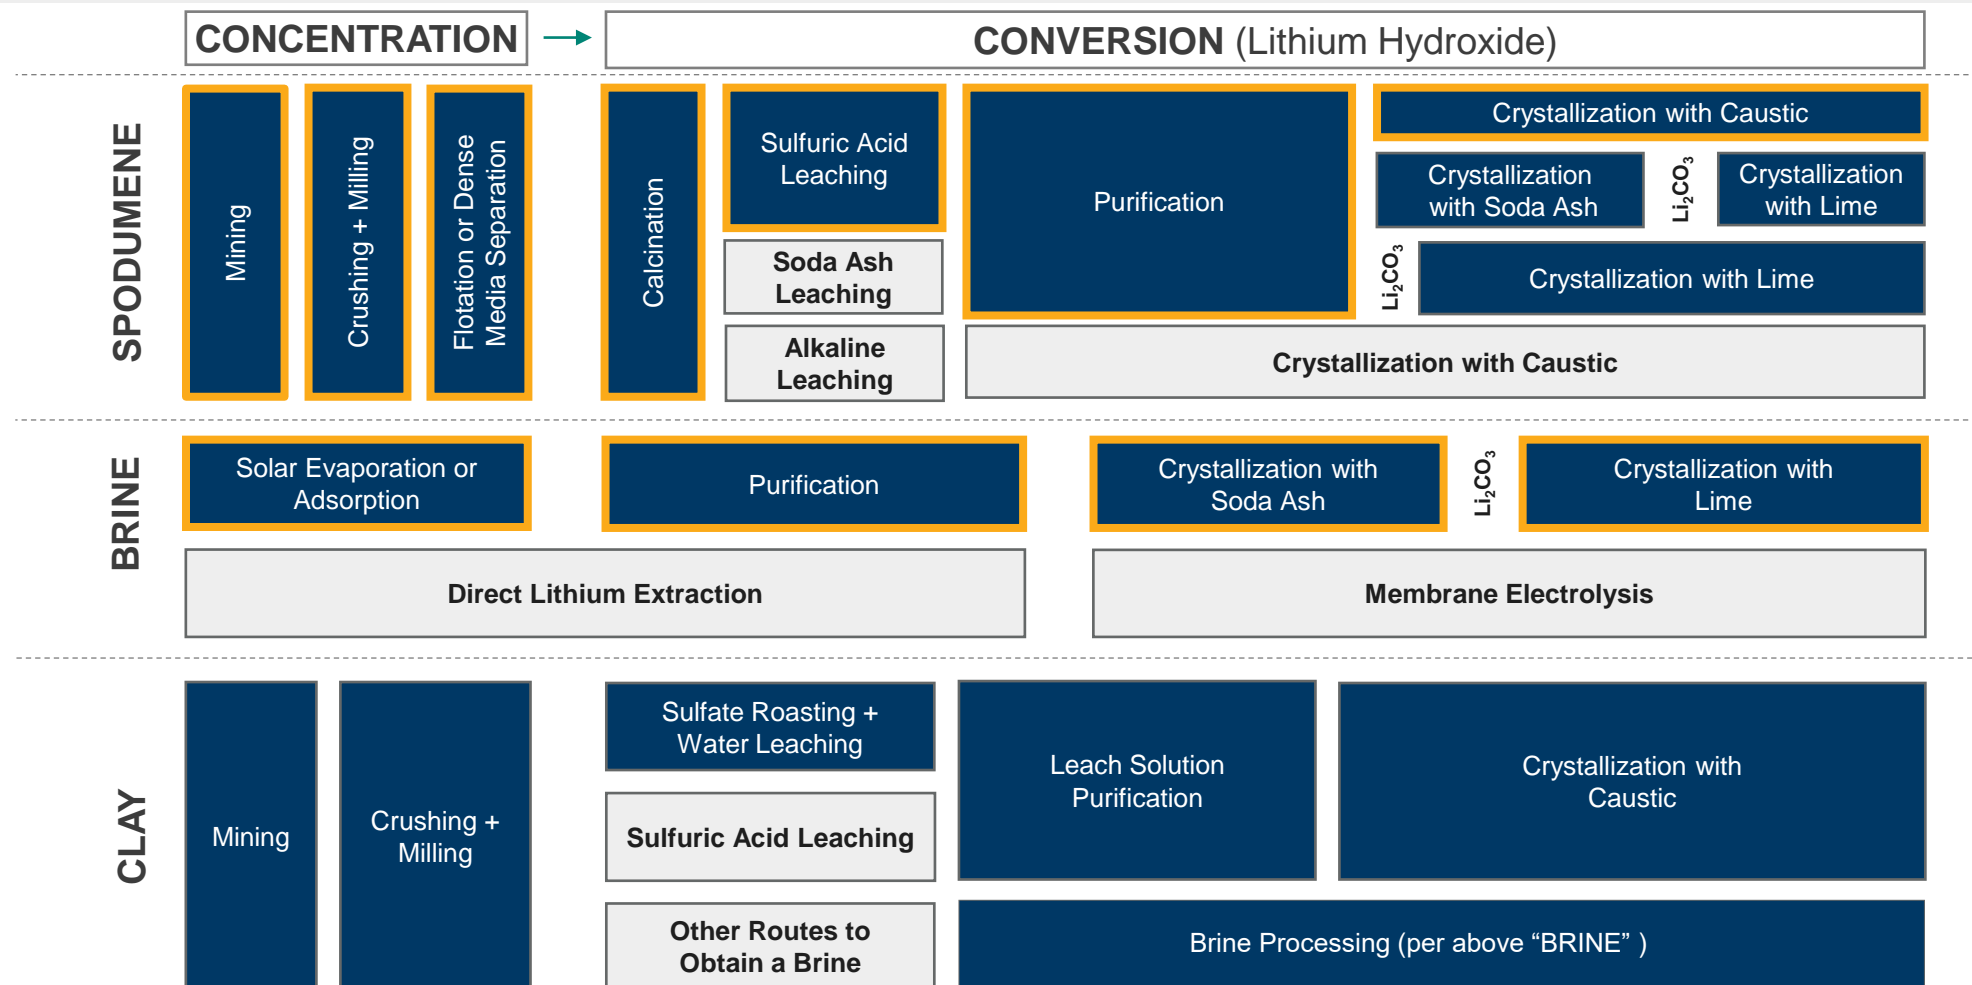 CONCENTRATION
CONVERSION (Lithium Hydroxide)
SPODUMENE
Mining
Crushing + Milling
Flotation or Dense
Media Separation
Calcination
Sulfuric Acid
Leaching
Soda Ash
Leaching
Alkaline
Leaching
Purification
Crystallization with Caustic
Crystallization
with Soda Ash
Li₂CO₃
Crystallization
with Lime
Li₂CO₃
Crystallization with Lime
Crystallization with Caustic
BRINE
Solar Evaporation or
Adsorption
Purification
Crystallization with
Soda Ash
Li₂CO₃
Crystallization with
Lime
Direct Lithium Extraction
Membrane Electrolysis
CLAY
Mining
Crushing +
Milling
Sulfate Roasting +
Water Leaching
Sulfuric Acid Leaching
Other Routes to
Obtain a Brine
Leach Solution
Purification
Crystallization with
Caustic
Brine Processing (per above “BRINE” )